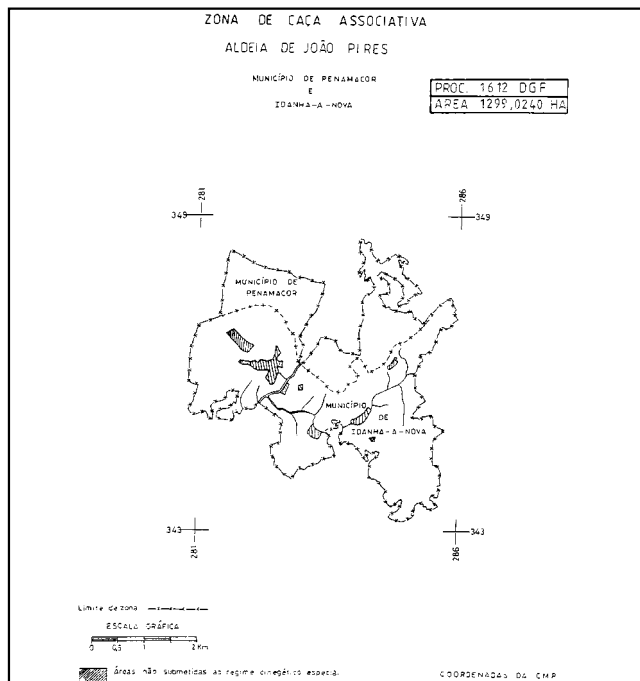 ZONA DE CAÇA ASSOCIATIVA
ALDEIA DE JOÃO PIRES
MUNICÍPIO DE PENAMACOR
E
IDANHA-A-NOVA
PROC. 1612 DGF
AREA 1299,0240 HA
281
286
349
349
MUNICÍPIO DE
PENAMACOR
MUNICÍPIO
DE
IDANHA-A-NOVA
343
343
281
286
Limite de zona
ESCALA GRÁFICA
0 0,5 1 2 Km
Áreas não submetidas ao regime cinegético especial.
COORDENADAS DA C.M.P.